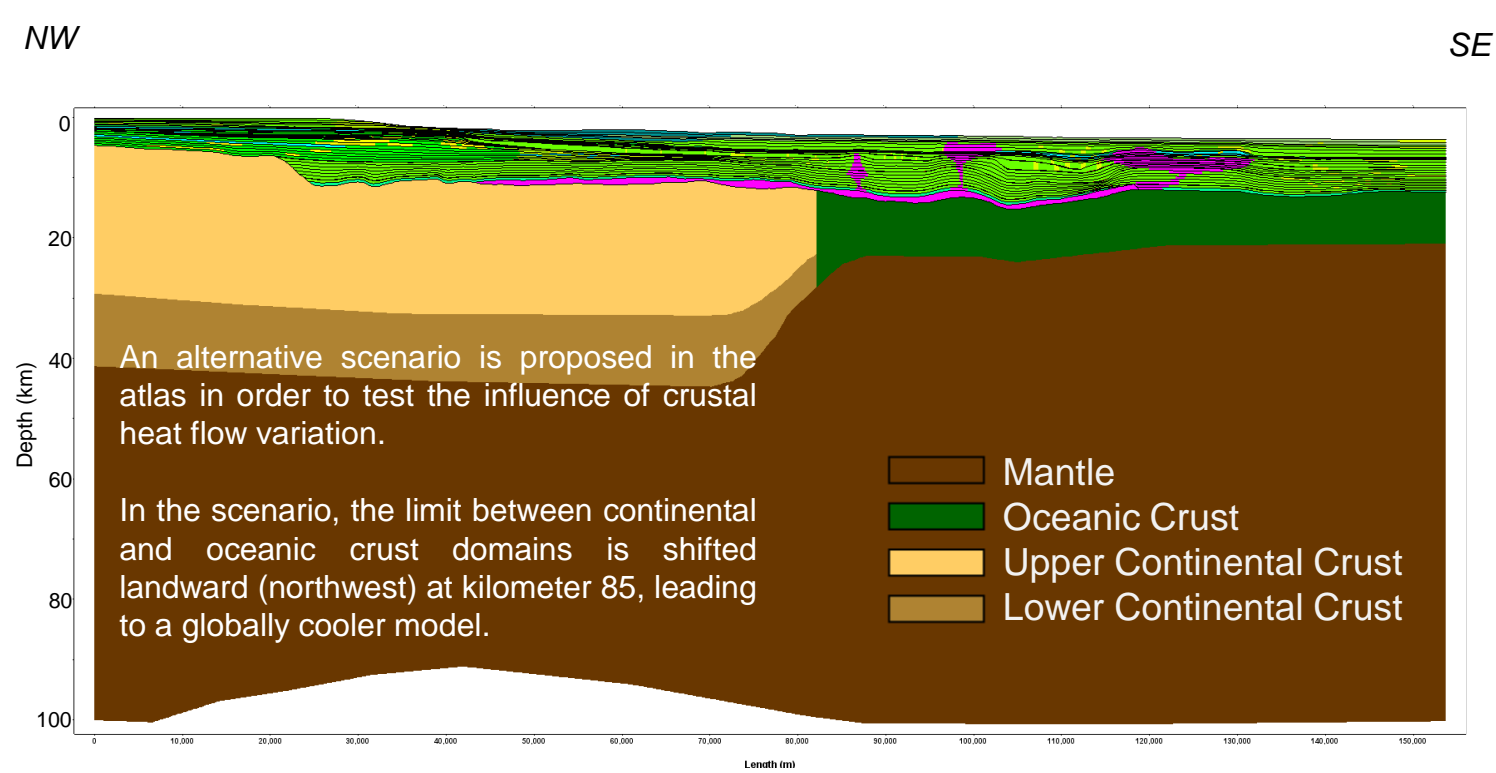 NW
SE
0
20
40
60
80
100
Depth (km)
An alternative scenario is proposed in the
atlas in order to test the influence of crustal
heat flow variation.
In the scenario, the limit between continental
and oceanic crust domains is shifted
landward (northwest) at kilometer 85, leading
to a globally cooler model.
Mantle
Oceanic Crust
Upper Continental Crust
Lower Continental Crust
0 10,000 20,000 30,000 40,000 50,000 60,000 70,000 80,000 90,000 100,000 110,000 120,000 130,000 140,000 150,000
Length (m)